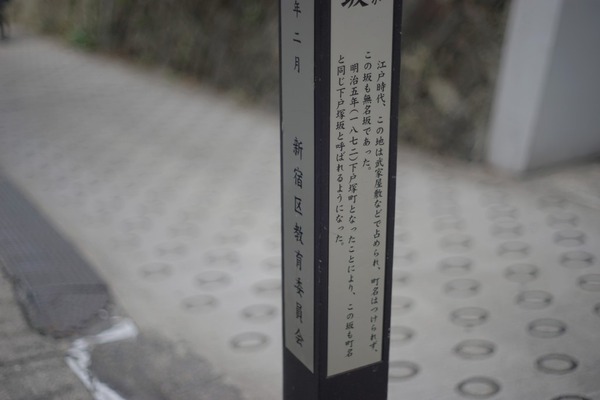 坂
江戸時代、この地は武家屋敷などで占められ、町名はつけられず、
この坂も無名坂であった。
明治五年(一八七二)下戸塚町となったことにより、この坂も町名
と同じ下戸塚坂と呼ばれるようになった。
年二月 新宿区教育委員会